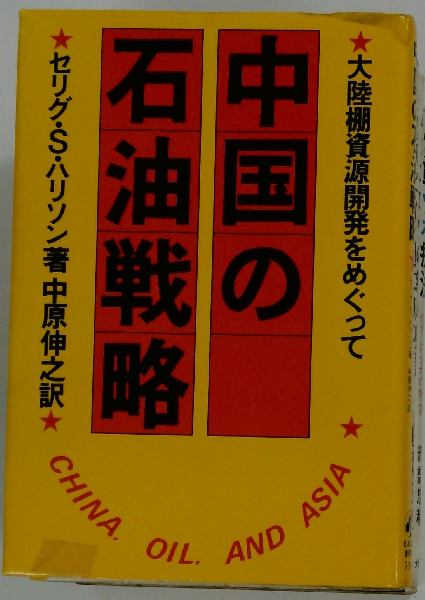 ★大陸棚資源開発をめぐって★
中国の
石油戦略
★セリグ・S・ハリソン著中原伸之訳★
CHINA, OIL, AND ASIA